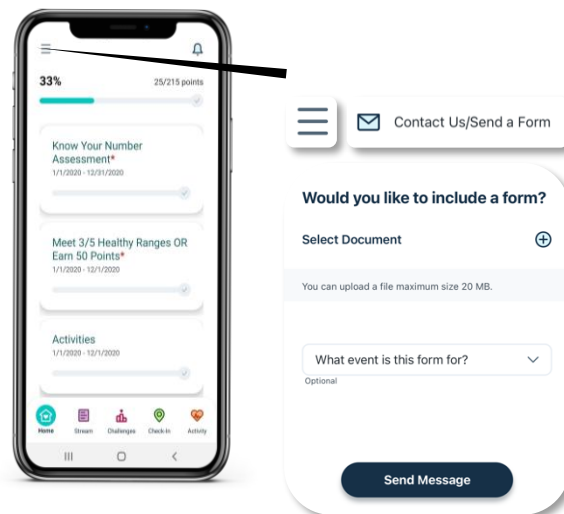 33%
25/215 points
Know Your Number
Assessment*
1/1/2020 - 12/31/2020
Meet 3/5 Healthy Ranges OR
Earn 50 Points*
1/1/2020 - 12/1/2020
Activities
1/1/2020 - 12/1/2020
Home Stream Challenges Check-In Activity
Contact Us/Send a Form
Would you like to include a form?
Select Document
You can upload a file maximum size 20 MB.
What event is this form for?
Optional
Send Message